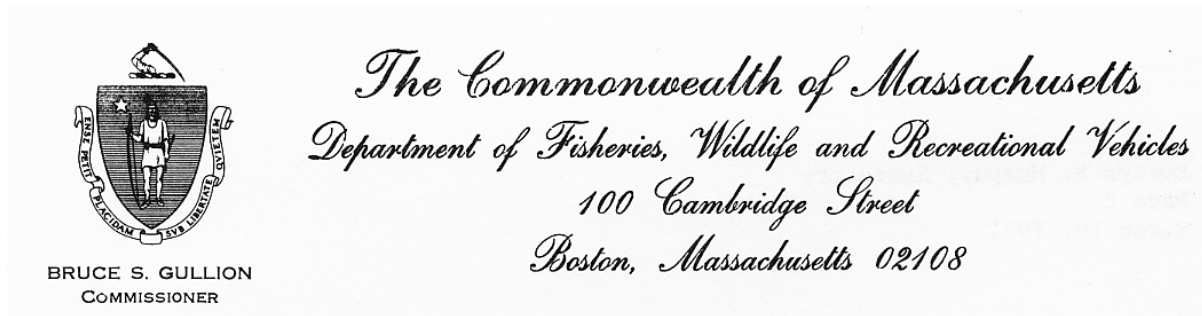 The Commonwealth of Massachusetts
Department of Fisheries, Wildlife and Recreational Vehicles
100 Cambridge Street
Boston, Massachusetts 02108
ENSE PETIT PLACIDAM SVB LIBERTATE QVIETEM
BRUCE S. GULLION
COMMISSIONER